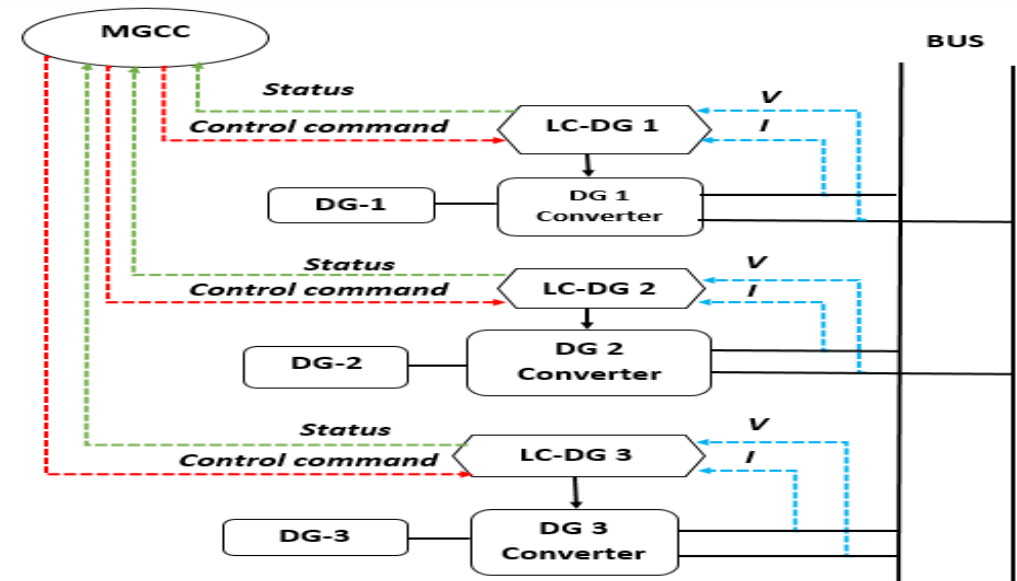 MGCC
BUS
Status
V
Control command
I
LC-DG 1
DG-1
DG 1
Converter
Status
V
Control command
I
LC-DG 2
DG-2
DG 2
Converter
Status
V
Control command
I
LC-DG 3
DG-3
DG 3
Converter